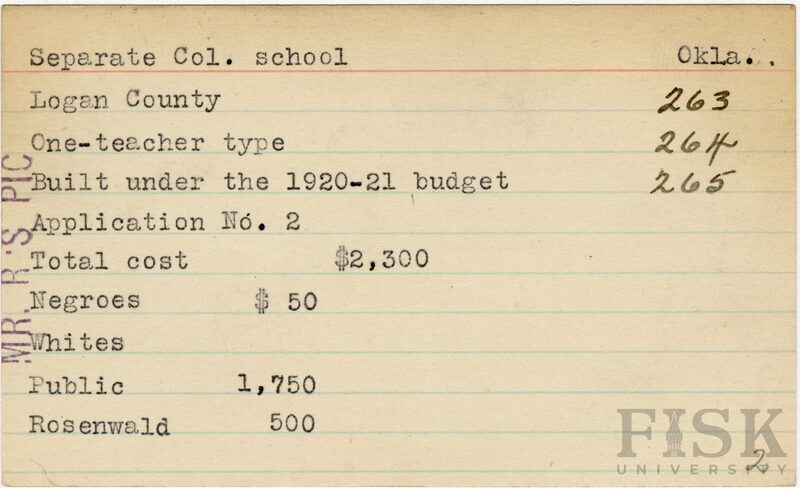 Separate Col. school Okla..
Logan County 263
One-teacher type 264
Built under the 1920-21 budget 265
Application No. 2
Total cost $2,300
Negroes $ 50
Whites
Public 1,750
Rosenwald 500
MR. R'S PIC
FISK
UNIVERSITY
2